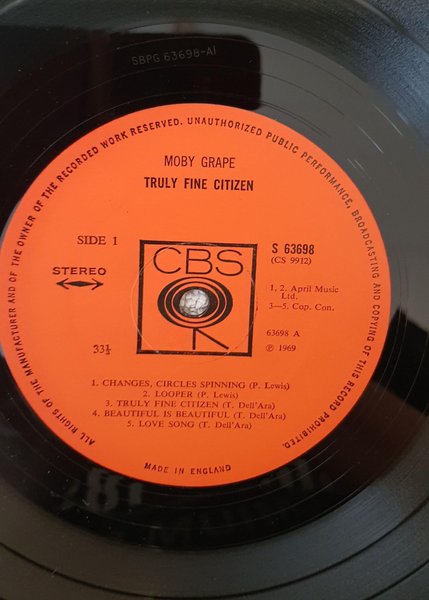 SBPG 63698-A1
ALL RIGHTS OF THE MANUFACTURER AND OF THE OWNER OF THE RECORDED WORK RESERVED. UNAUTHORIZED PUBLIC PERFORMANCE, BROADCASTING AND COPYING OF THIS RECORD PROHIBITED.
MOBY GRAPE
TRULY FINE CITIZEN
SIDE 1
STEREO
CBS
S 63698
(CS 9912)
1, 2. April Music
Ltd.
3—5. Cop. Con.
63698 A
℗ 1969
33⅓
1. CHANGES, CIRCLES SPINNING (P. Lewis)
2. LOOPER (P. Lewis)
3. TRULY FINE CITIZEN (T. Dell'Ara)
4. BEAUTIFUL IS BEAUTIFUL (T. Dell'Ara)
5. LOVE SONG (T. Dell'Ara)
MADE IN ENGLAND